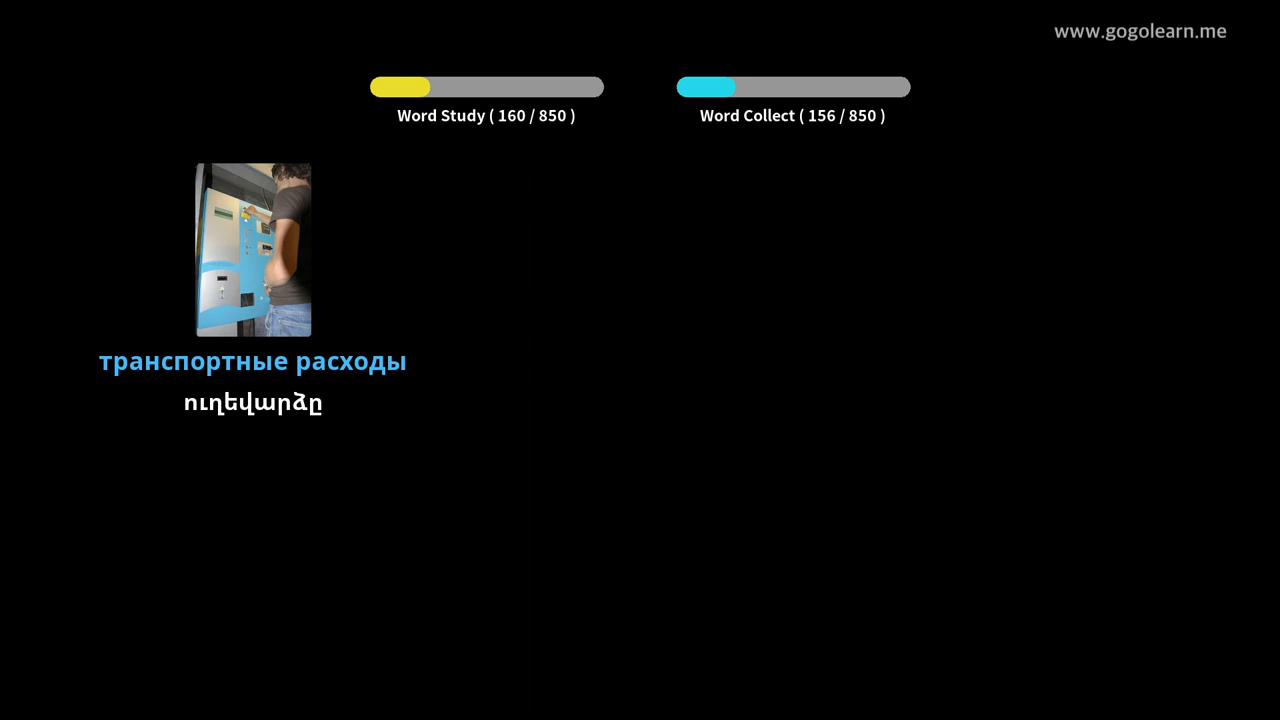 www.gogolearn.me
Word Study ( 160 / 850 )
Word Collect ( 156 / 850 )
транспортные расходы
ուղեվարձը